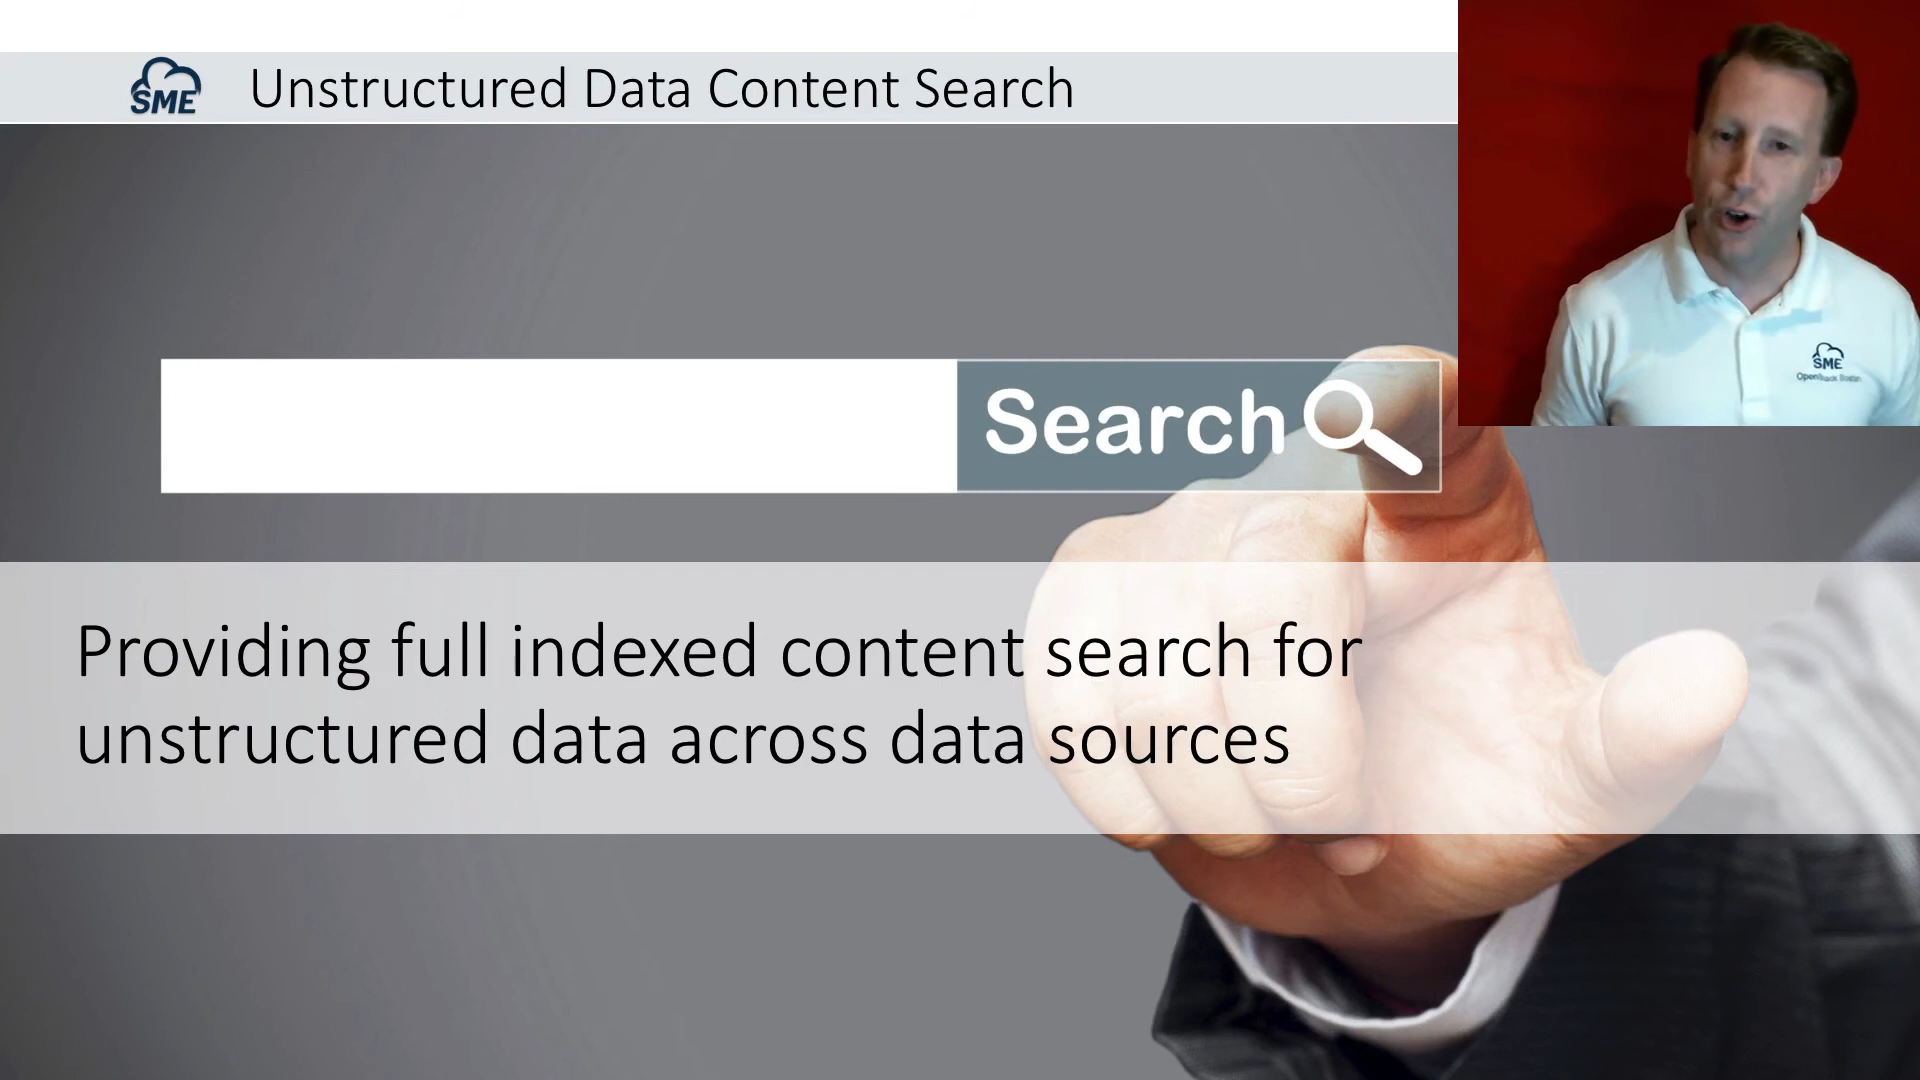 SME
Unstructured Data Content Search
Search
SME
Providing full indexed content search for
unstructured data across data sources